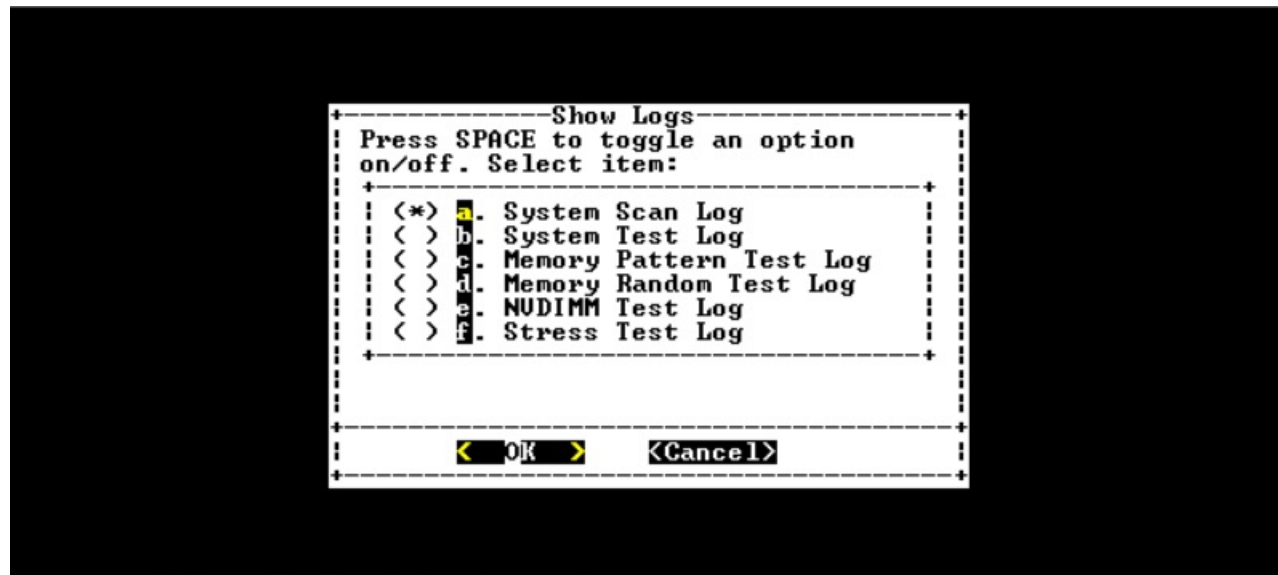 Show Logs
Press SPACE to toggle an option
on/off. Select item:
(*) a. System Scan Log
( ) b. System Test Log
( ) c. Memory Pattern Test Log
( ) d. Memory Random Test Log
( ) e. NVDIMM Test Log
( ) f. Stress Test Log
< OK > <Cancel>